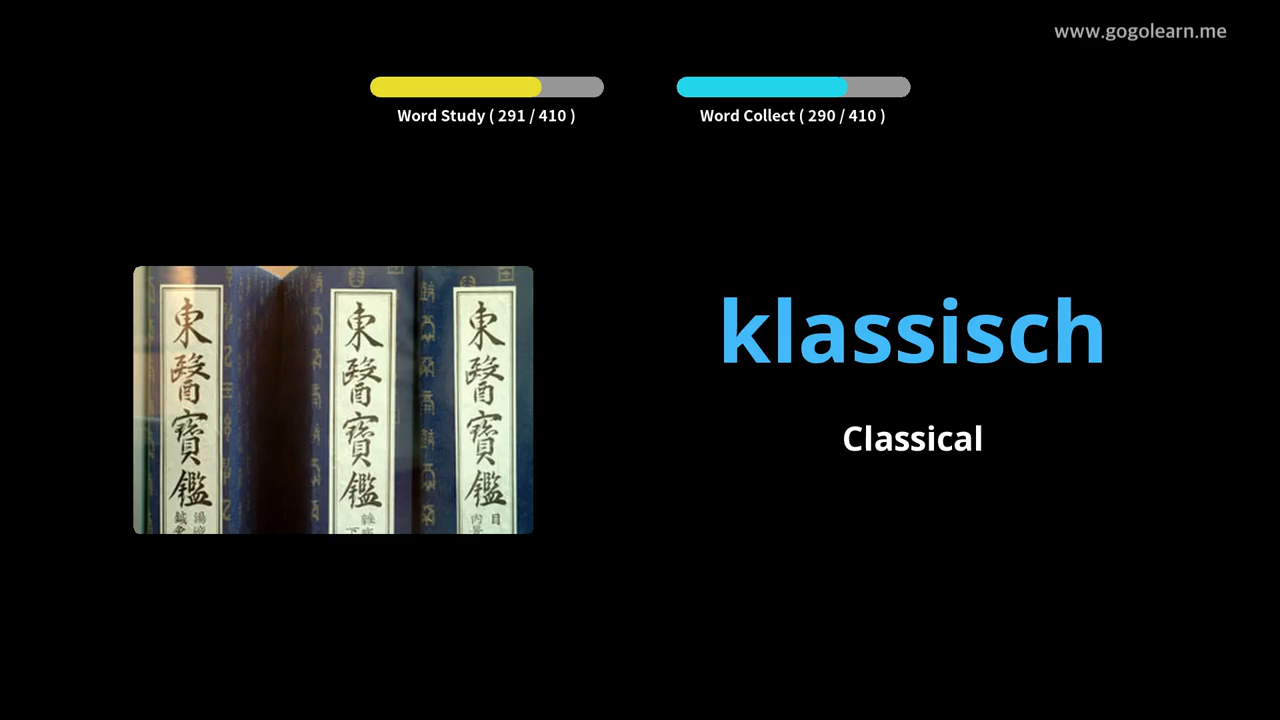 www.gogolearn.me
Word Study ( 291 / 410 )
Word Collect ( 290 / 410 )
東醫寶鑑
東醫寶鑑
東醫寶鑑
klassisch
Classical